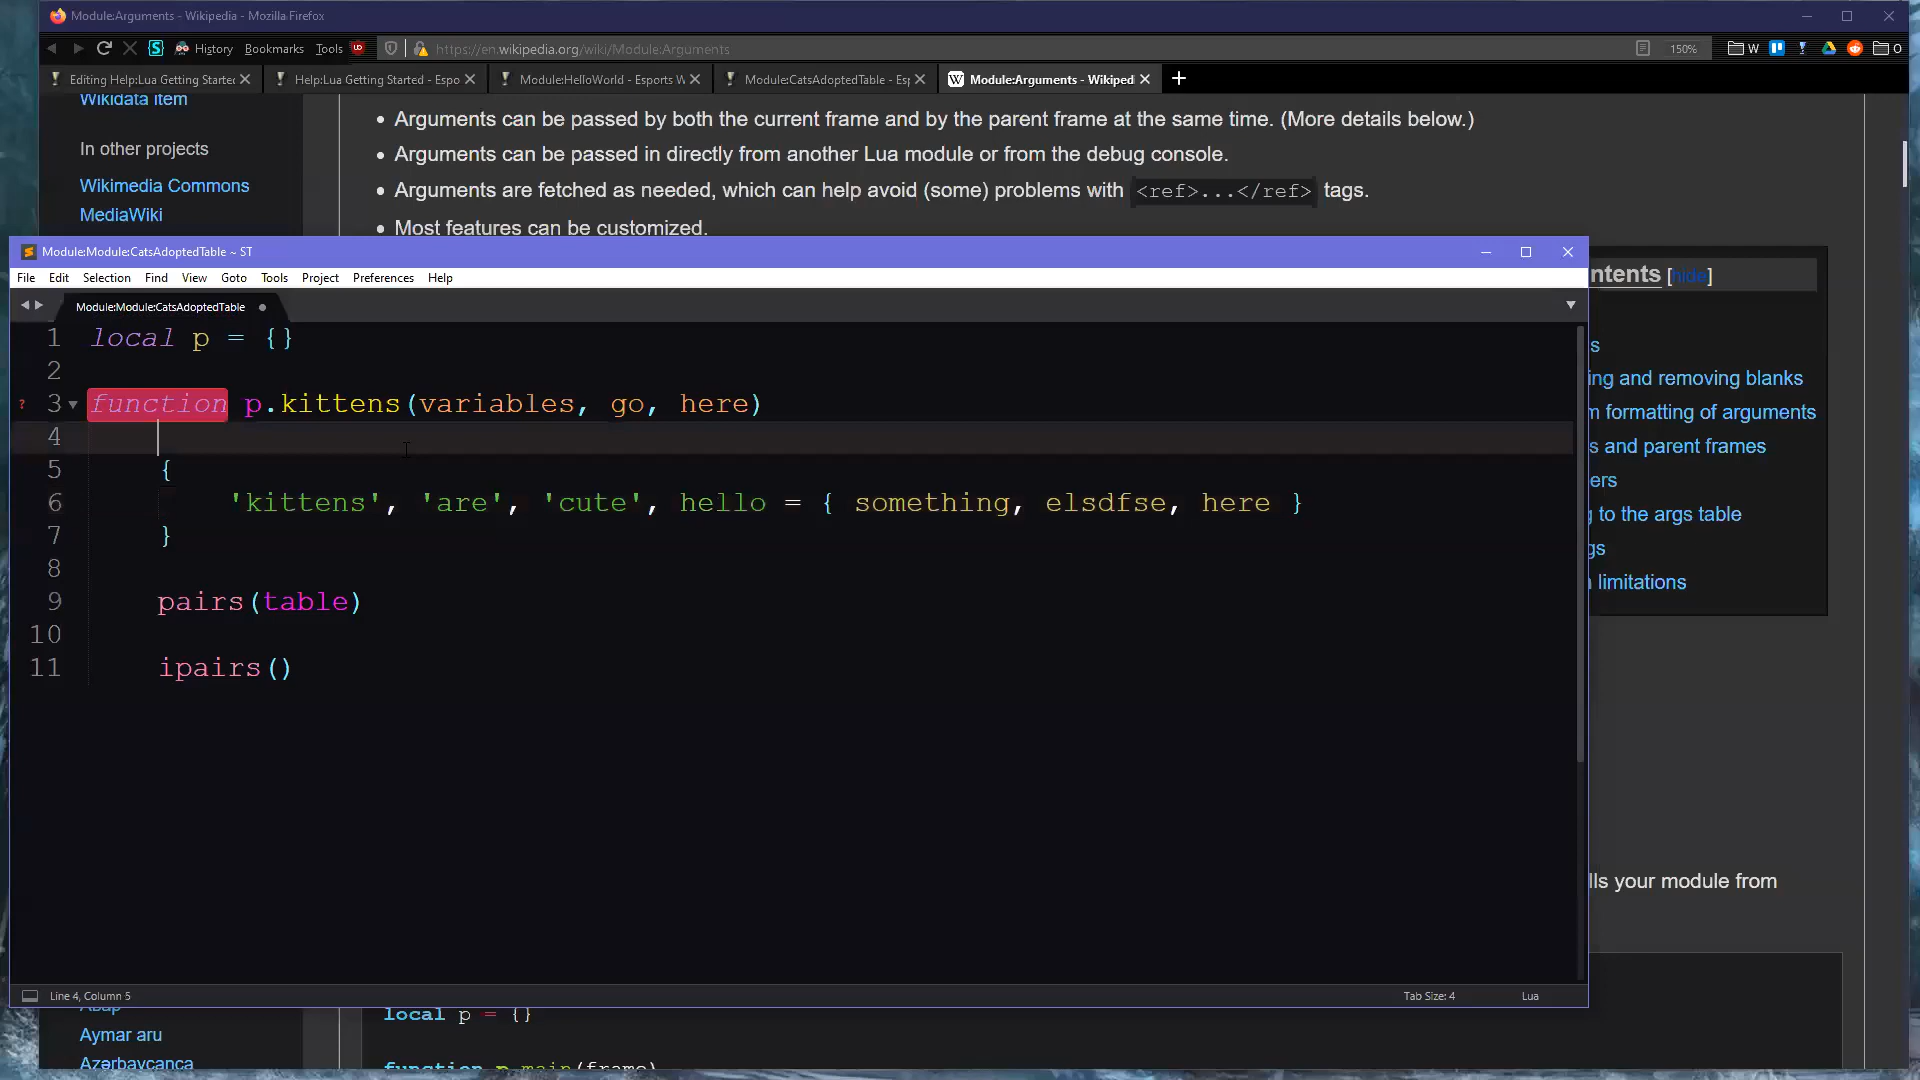 Module:Arguments - Wikipedia - Mozilla Firefox
History Bookmarks Tools https://en.wikipedia.org/wiki/Module:Arguments 150% W O
Editing Help:Lua Getting Started Help:Lua Getting Started - Espo Module:HelloWorld - Esports W Module:CatsAdoptedTable - Esp Module:Arguments - Wikiped
Wikidata item
In other projects
Wikimedia Commons
MediaWiki
Arguments can be passed by both the current frame and by the parent frame at the same time. (More details below.)
Arguments can be passed in directly from another Lua module or from the debug console.
Arguments are fetched as needed, which can help avoid (some) problems with <ref>...</ref> tags.
Most features can be customized.
Module:Module:CatsAdoptedTable ~ ST
File Edit Selection Find View Goto Tools Project Preferences Help
Module:Module:CatsAdoptedTable
1 local p = {}
2
? 3 function p.kittens(variables, go, here)
4
5 {
6 'kittens', 'are', 'cute', hello = { something, elsdfse, here }
7 }
8
9 pairs(table)
10
11 ipairs()
Line 4, Column 5 Tab Size: 4 Lua
ntents [hide]
s
ing and removing blanks
m formatting of arguments
s and parent frames
ers
g to the args table
gs
n limitations
lls your module from
Aymar aru
Azərbaycanca
local p = {}
function p.main(frame)